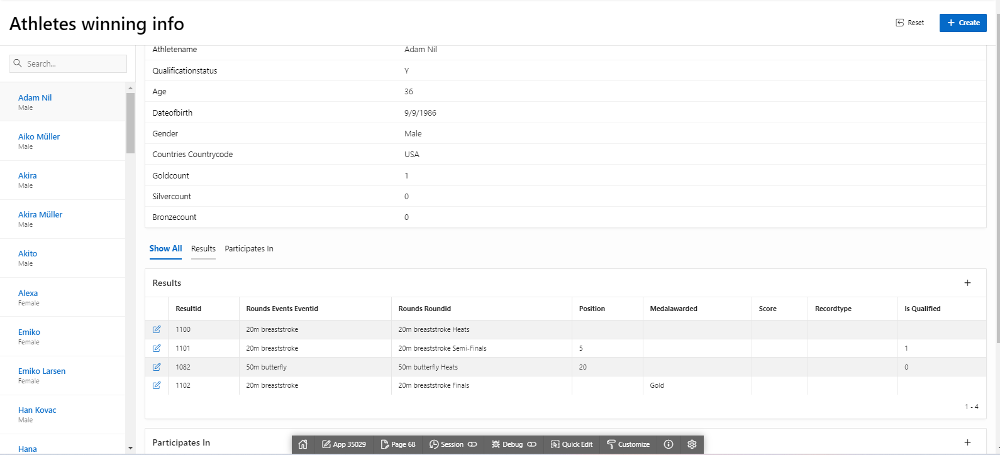 Athletes winning info
Reset
Create
Search...
Adam Nil
Male
Aiko Müller
Male
Akira
Male
Akira Müller
Male
Akito
Male
Alexa
Female
Emiko
Female
Emiko Larsen
Female
Han Kovac
Male
Hana
Athletename Adam Nil
Qualificationstatus Y
Age 36
Dateofbirth 9/9/1986
Gender Male
Countries Countrycode USA
Goldcount 1
Silvercount 0
Bronzecount 0
Show All Results Participates In
Results
Resultid Rounds Events Eventid Rounds Roundid Position Medalawarded Score Recordtype Is Qualified
1100 20m breaststroke 20m breaststroke Heats
1101 20m breaststroke 20m breaststroke Semi-Finals 5 1
1082 50m butterfly 50m butterfly Heats 20 0
1102 20m breaststroke 20m breaststroke Finals Gold
1 - 4
Participates In
App 35029 Page 68 Session Debug Quick Edit Customize